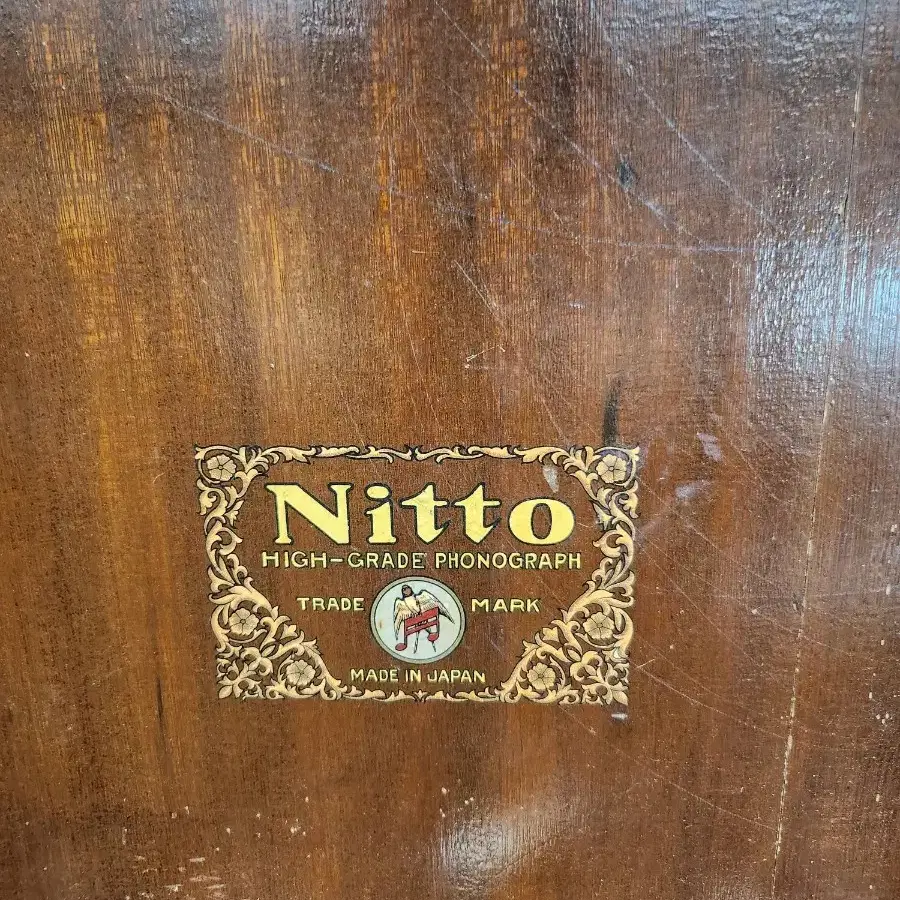 Nitto
HIGH-GRADE PHONOGRAPH
TRADE MARK
MADE IN JAPAN